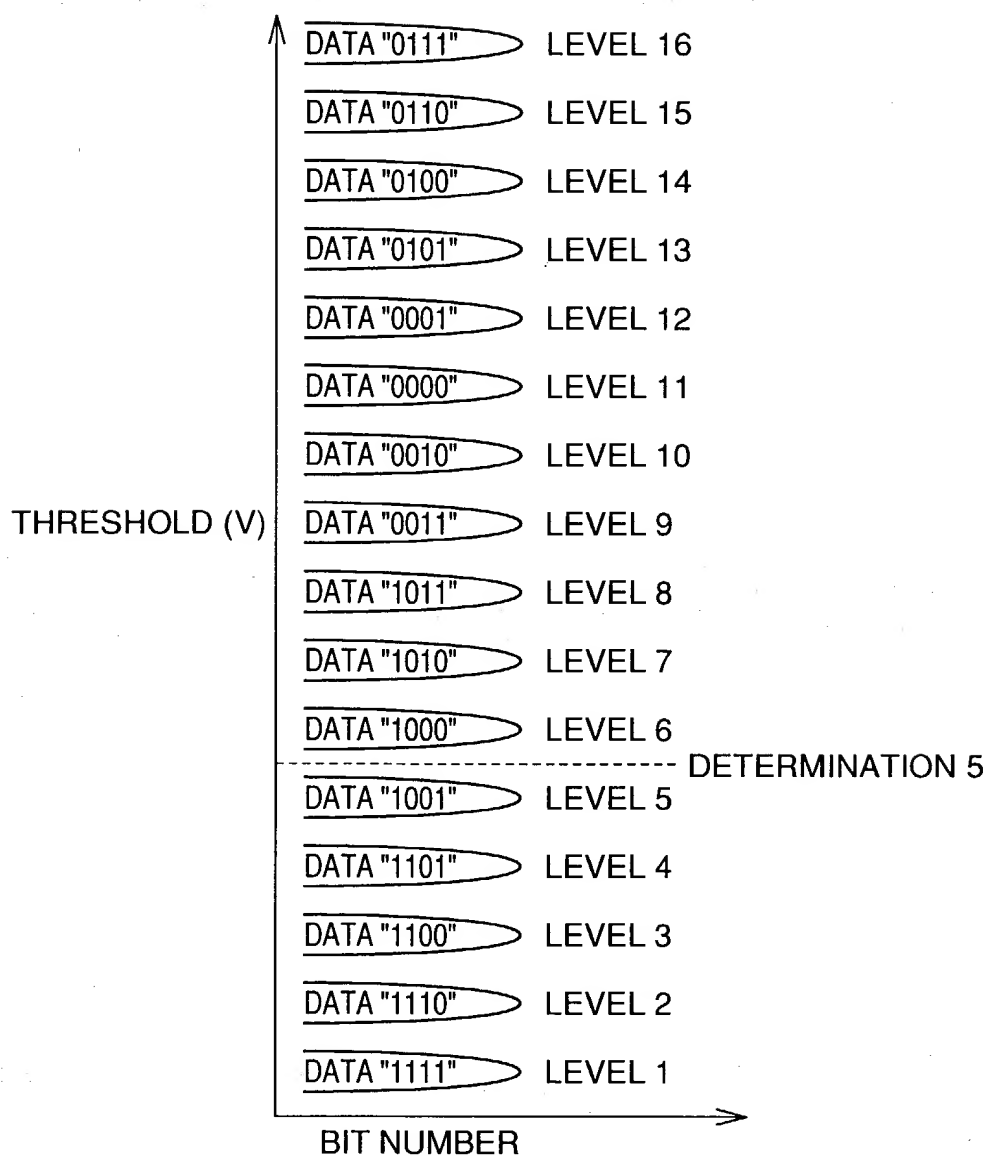 DATA "0111" LEVEL 16
DATA "0110" LEVEL 15
DATA "0100" LEVEL 14
DATA "0101" LEVEL 13
DATA "0001" LEVEL 12
DATA "0000" LEVEL 11
DATA "0010" LEVEL 10
THRESHOLD (V) DATA "0011" LEVEL 9
DATA "1011" LEVEL 8
DATA "1010" LEVEL 7
DATA "1000" LEVEL 6
DETERMINATION 5
DATA "1001" LEVEL 5
DATA "1101" LEVEL 4
DATA "1100" LEVEL 3
DATA "1110" LEVEL 2
DATA "1111" LEVEL 1
BIT NUMBER